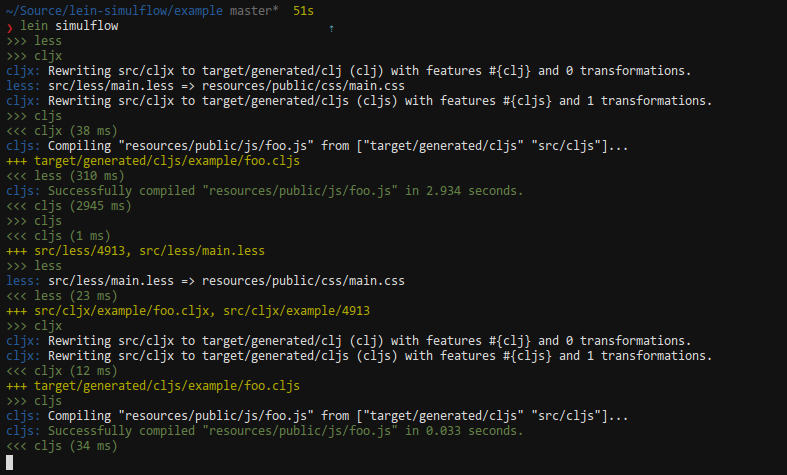 ~/Source/lein-simulflow/example master* 51s
❯ lein simulflow ⇡
>>> less
>>> cljx
cljx: Rewriting src/cljx to target/generated/clj (clj) with features #{clj} and 0 transformations.
less: src/less/main.less => resources/public/css/main.css
cljx: Rewriting src/cljx to target/generated/cljs (cljs) with features #{cljs} and 1 transformations.
>>> cljs
<<< cljx (38 ms)
cljs: Compiling "resources/public/js/foo.js" from ["target/generated/cljs" "src/cljs"]...
+++ target/generated/cljs/example/foo.cljs
<<< less (310 ms)
cljs: Successfully compiled "resources/public/js/foo.js" in 2.934 seconds.
<<< cljs (2945 ms)
>>> cljs
<<< cljs (1 ms)
+++ src/less/4913, src/less/main.less
>>> less
less: src/less/main.less => resources/public/css/main.css
<<< less (23 ms)
+++ src/cljx/example/foo.cljx, src/cljx/example/4913
>>> cljx
cljx: Rewriting src/cljx to target/generated/clj (clj) with features #{clj} and 0 transformations.
cljx: Rewriting src/cljx to target/generated/cljs (cljs) with features #{cljs} and 1 transformations.
<<< cljx (12 ms)
+++ target/generated/cljs/example/foo.cljs
>>> cljs
cljs: Compiling "resources/public/js/foo.js" from ["target/generated/cljs" "src/cljs"]...
cljs: Successfully compiled "resources/public/js/foo.js" in 0.033 seconds.
<<< cljs (34 ms)